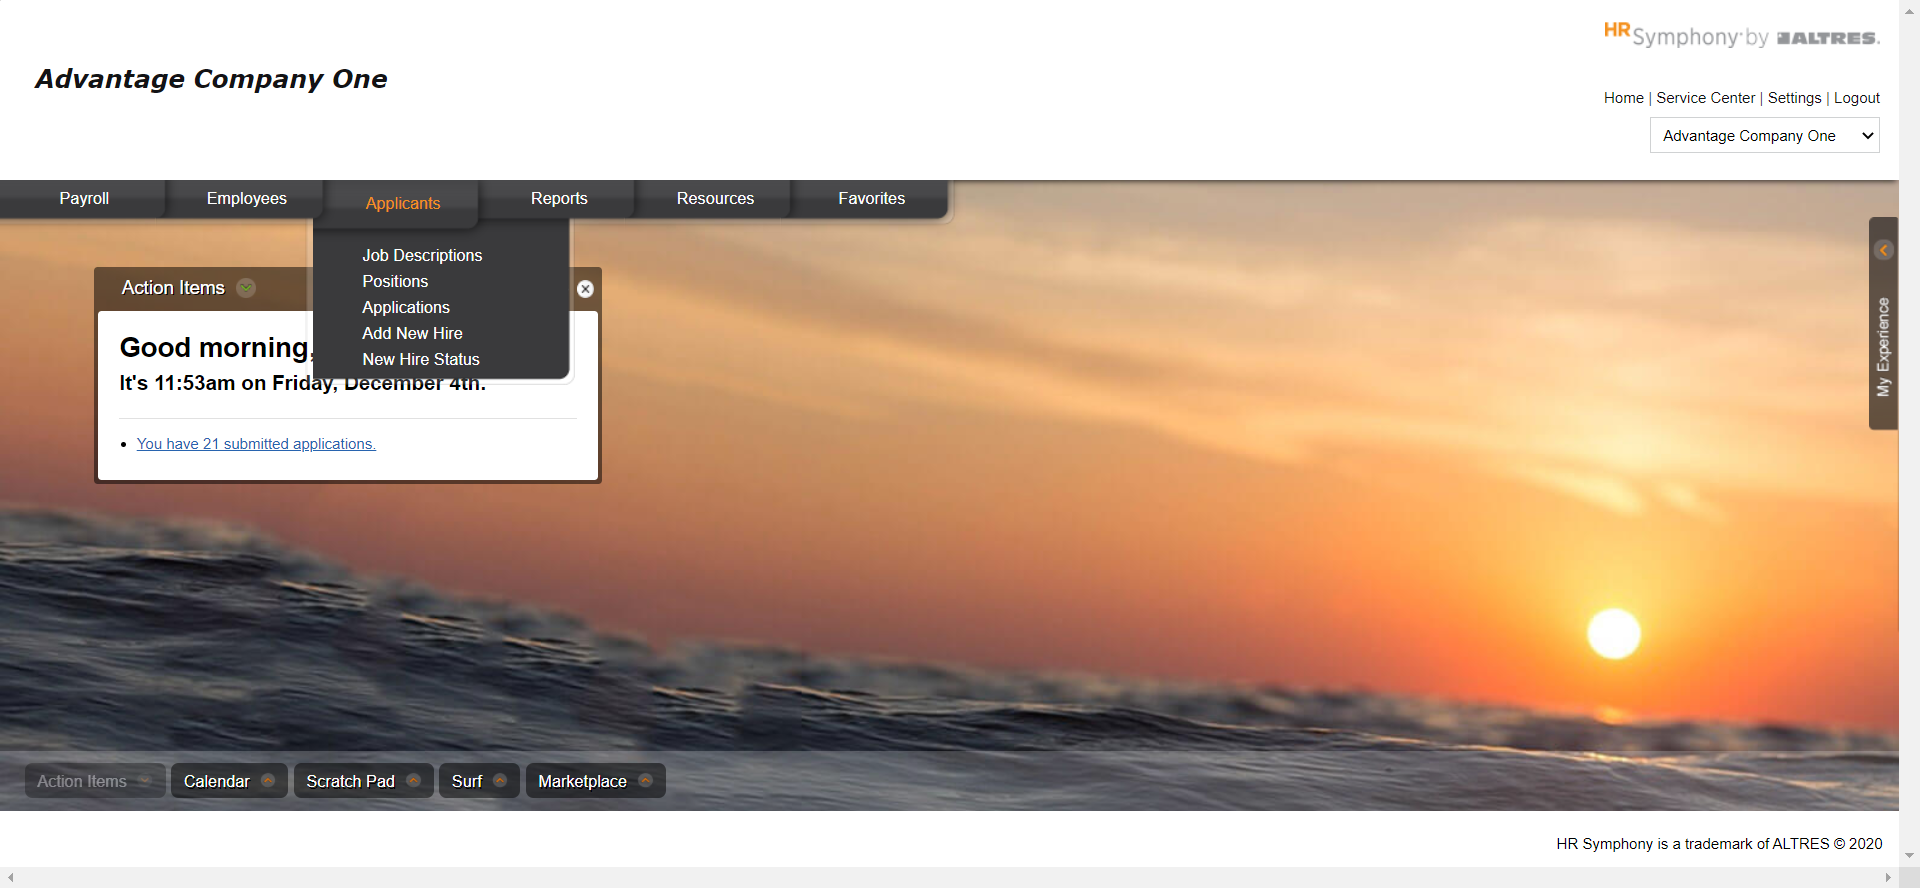 HR Symphony by ALTRES.
Advantage Company One
Home | Service Center | Settings | Logout
Advantage Company One
Payroll
Employees
Applicants
Reports
Resources
Favorites
Job Descriptions
Positions
Applications
Add New Hire
New Hire Status
Action Items
Good morning,
It's 11:53am on Friday, December 4th.
You have 21 submitted applications.
My Experience
Action Items
Calendar
Scratch Pad
Surf
Marketplace
HR Symphony is a trademark of ALTRES © 2020